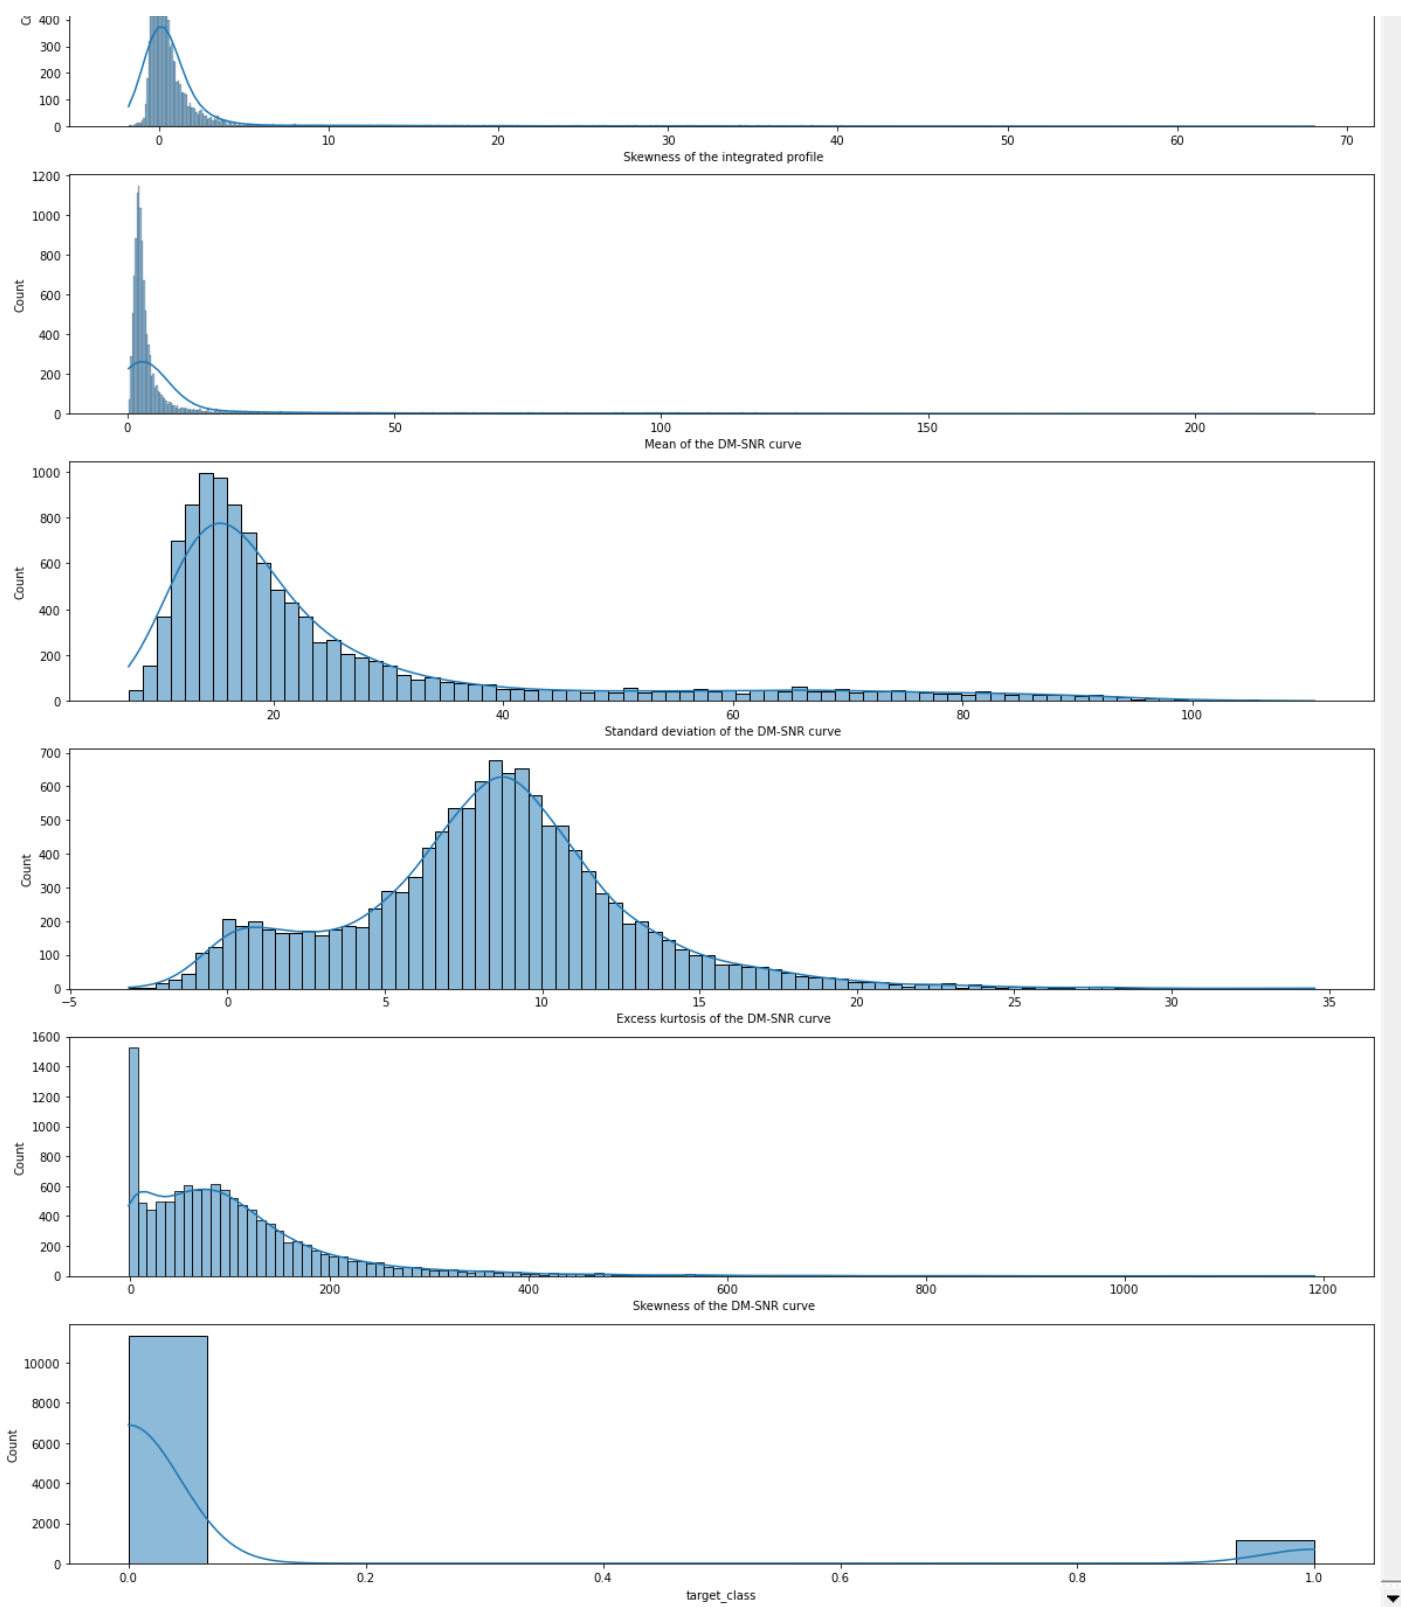 400
300
200
100
0
0 10 20 30 40 50 60 70
Skewness of the integrated profile
1200
1000
800
600
400
200
0
Count
0 50 100 150 200
Mean of the DM-SNR curve
1000
800
600
400
200
0
Count
20 40 60 80 100
Standard deviation of the DM-SNR curve
700
600
500
400
300
200
100
0
Count
−5 0 5 10 15 20 25 30 35
Excess kurtosis of the DM-SNR curve
1600
1400
1200
1000
800
600
400
200
0
Count
0 200 400 600 800 1000 1200
Skewness of the DM-SNR curve
10000
8000
6000
4000
2000
0
Count
0.0 0.2 0.4 0.6 0.8 1.0
target_class